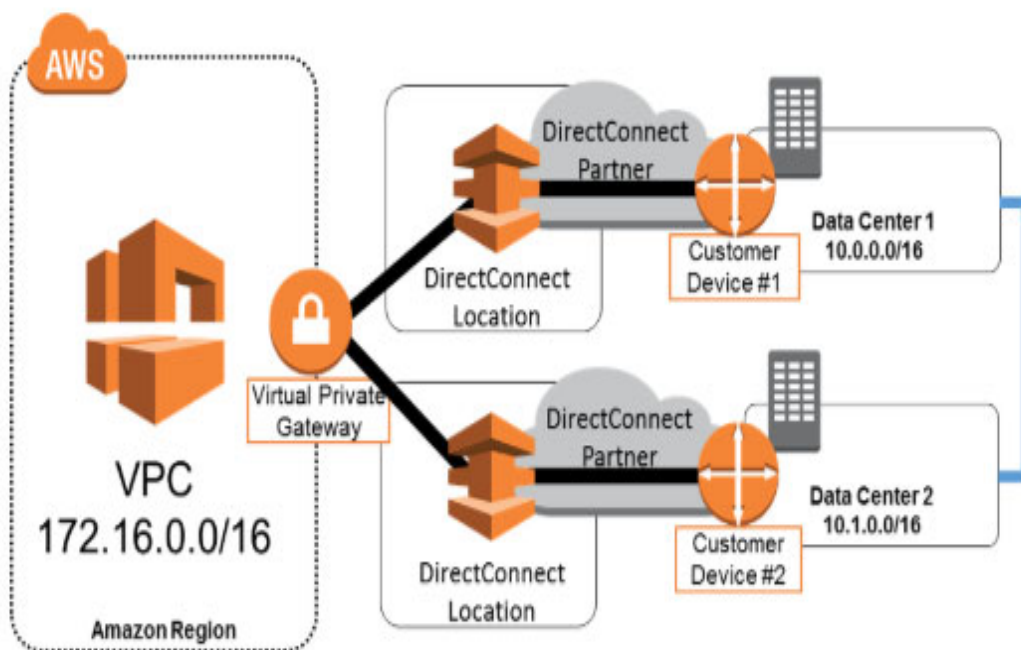 AWS
DirectConnect
Partner
DirectConnect
Location
Customer
Device #1
Data Center 1
10.0.0.0/16
Virtual Private
Gateway
VPC
172.16.0.0/16
Amazon Region
DirectConnect
Partner
DirectConnect
Location
Customer
Device #2
Data Center 2
10.1.0.0/16